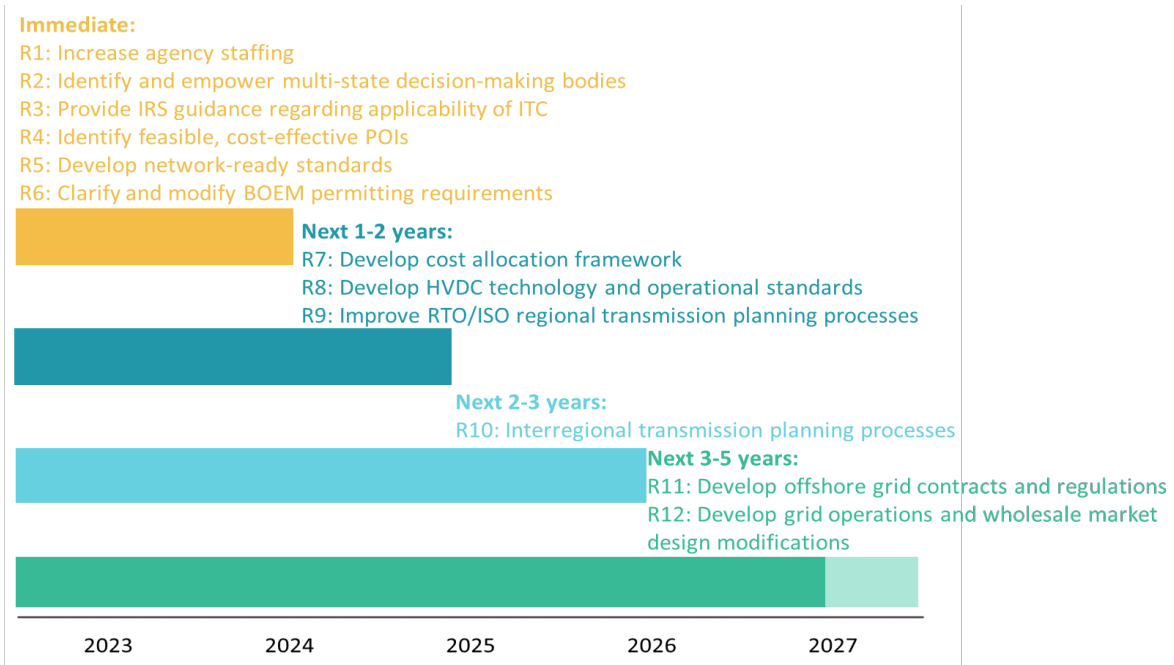 Immediate:
R1: Increase agency staffing
R2: Identify and empower multi-state decision-making bodies
R3: Provide IRS guidance regarding applicability of ITC
R4: Identify feasible, cost-effective POIs
R5: Develop network-ready standards
R6: Clarify and modify BOEM permitting requirements
Next 1-2 years:
R7: Develop cost allocation framework
R8: Develop HVDC technology and operational standards
R9: Improve RTO/ISO regional transmission planning processes
Next 2-3 years:
R10: Interregional transmission planning processes
Next 3-5 years:
R11: Develop offshore grid contracts and regulations
R12: Develop grid operations and wholesale market
design modifications
2023 2024 2025 2026 2027